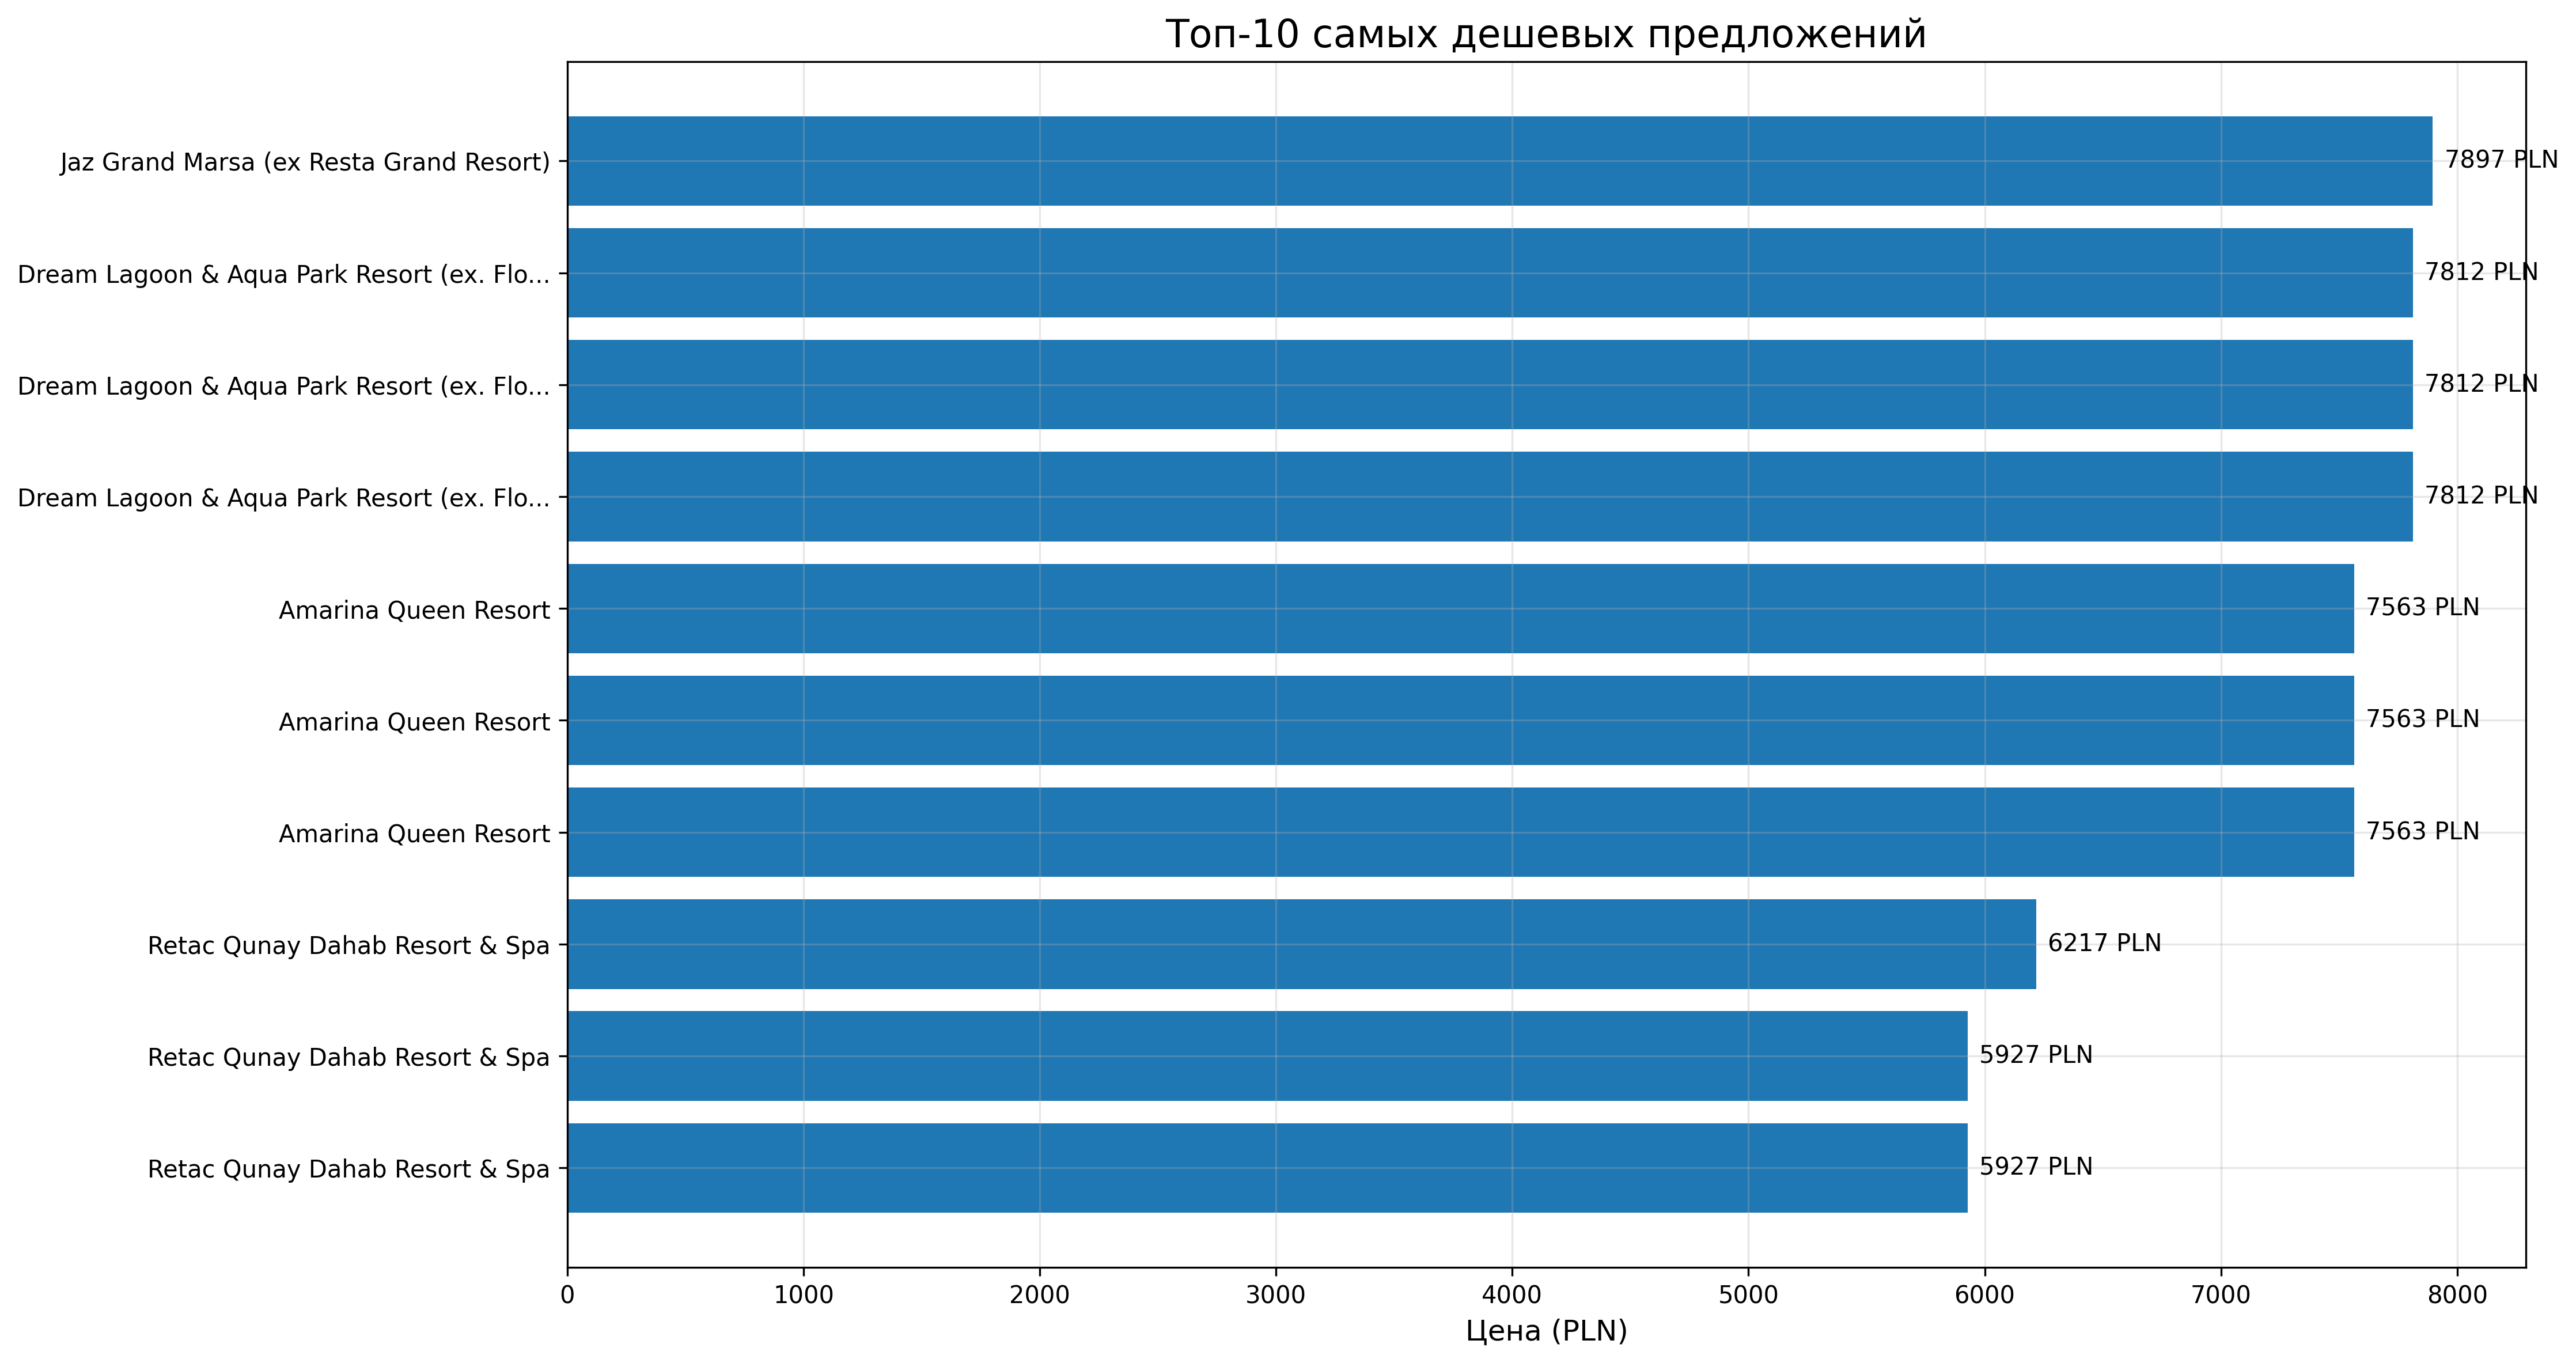 Топ-10 самых дешевых предложений
Jaz Grand Marsa (ex Resta Grand Resort)
7897 PLN
Dream Lagoon & Aqua Park Resort (ex. Flo...
7812 PLN
Dream Lagoon & Aqua Park Resort (ex. Flo...
7812 PLN
Dream Lagoon & Aqua Park Resort (ex. Flo...
7812 PLN
Amarina Queen Resort
7563 PLN
Amarina Queen Resort
7563 PLN
Amarina Queen Resort
7563 PLN
Retac Qunay Dahab Resort & Spa
6217 PLN
Retac Qunay Dahab Resort & Spa
5927 PLN
Retac Qunay Dahab Resort & Spa
5927 PLN
0 1000 2000 3000 4000 5000 6000 7000 8000
Цена (PLN)